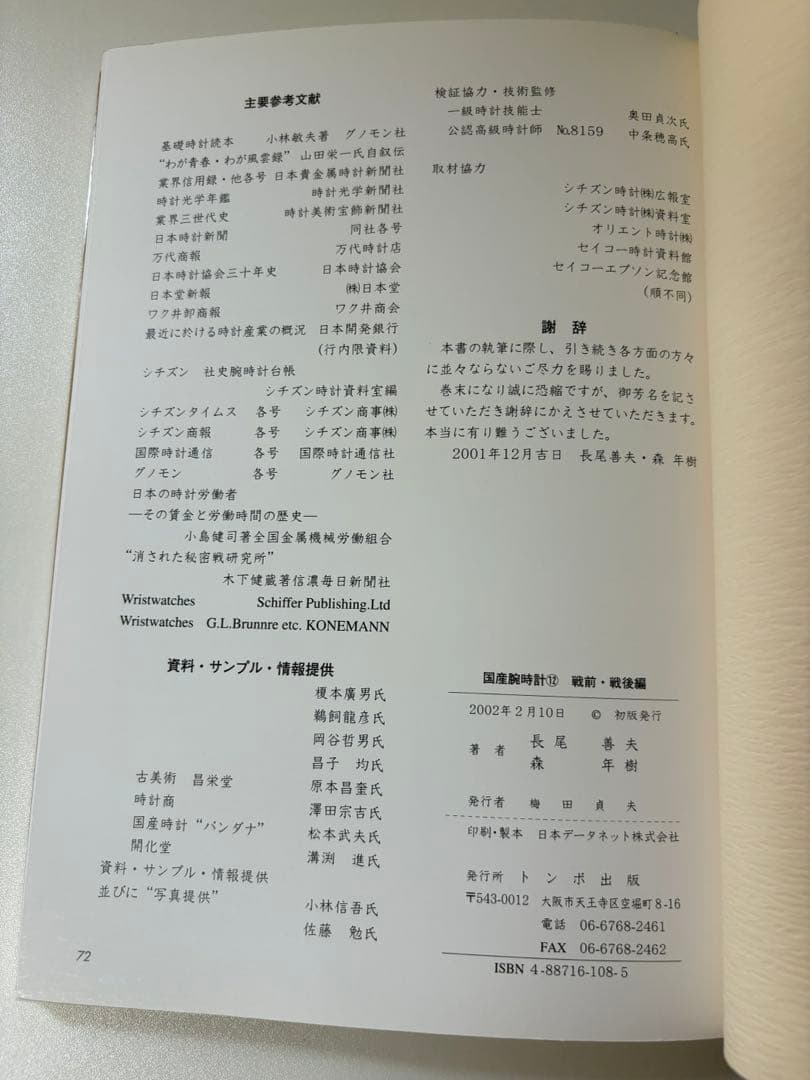 主要参考文献
基礎時計読本 小林敏夫著 グノモン社
“わが青春・わが風雲録” 山田栄一氏自叙伝
業界信用録・他各号 日本貴金属時計新聞社
時計光学年鑑 時計光学新聞社
業界三世代史 時計美術宝飾新聞社
日本時計新聞 同社各号
万代商報 万代時計店
日本時計協会三十年史 日本時計協会
日本堂新報 ㈱日本堂
ワク井卸商報 ワク井商会
最近に於ける時計産業の概況 日本開発銀行
(行内限資料)
シチズン 社史腕時計台帳
シチズン時計資料室編
シチズンタイムス 各号 シチズン商事㈱
シチズン商報 各号 シチズン商事㈱
国際時計通信 各号 国際時計通信社
グノモン 各号 グノモン社
日本の時計労働者
―その賃金と労働時間の歴史―
小島健司著全国金属機械労働組合
“消された秘密戦研究所”
木下健蔵著信濃毎日新聞社
Wristwatches Schiffer Publishing.Ltd
Wristwatches G.L.Brunnre etc. KONEMANN
資料・サンプル・情報提供
榎本廣男氏
鵜飼龍彦氏
岡谷哲男氏
昌子 均氏
古美術 昌栄堂 原本昌奎氏
時計商 澤田宗吉氏
国産時計“バンダナ” 松本武夫氏
開化堂 溝渕 進氏
資料・サンプル・情報提供
並びに“写真提供” 小林信吾氏
佐藤 勉氏
72
検証協力・技術監修
一級時計技能士 奥田貞次氏
公認高級時計師 №8159 中条穂高氏
取材協力
シチズン時計㈱広報室
シチズン時計㈱資料室
オリエント時計㈱
セイコー時計資料館
セイコーエプソン記念館
(順不同)
謝 辞
本書の執筆に際し、引き続き各方面の方々
に並々ならないご尽力を賜りました。
巻末になり誠に恐縮ですが、御芳名を記さ
せていただき謝辞にかえさせていただきます。
本当に有り難うございました。
2001年12月吉日 長尾善夫・森 年樹
国産腕時計⑫ 戦前・戦後編
2002年2月10日 © 初版発行
著者 長尾 善夫
森 年樹
発行者 梅田貞夫
印刷・製本 日本データネット株式会社
発行所 トンボ出版
〒543-0012 大阪市天王寺区空堀町8-16
電話 06-6768-2461
FAX 06-6768-2462
ISBN 4-88716-108-5